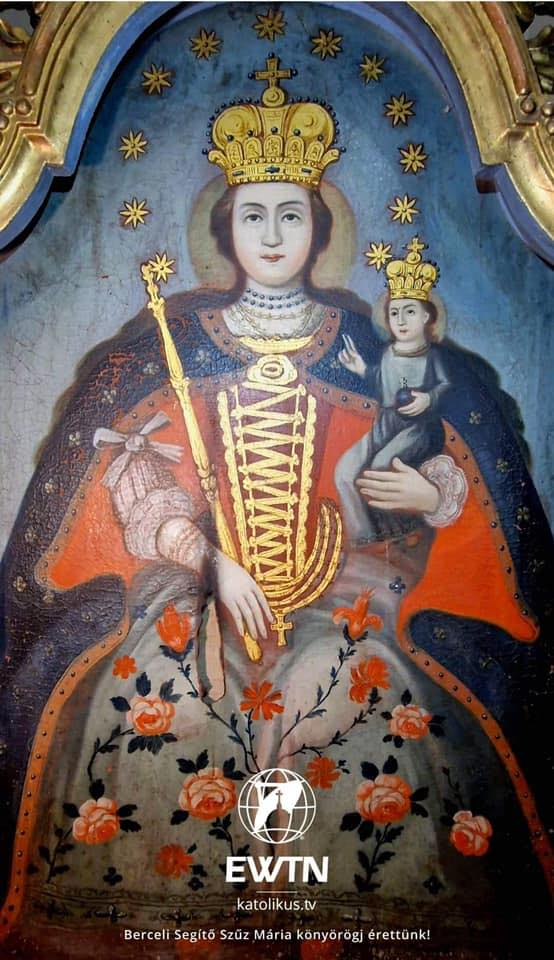 EWTN
katolikus.tv
Berceli Segítő Szűz Mária könyörögj érettünk!